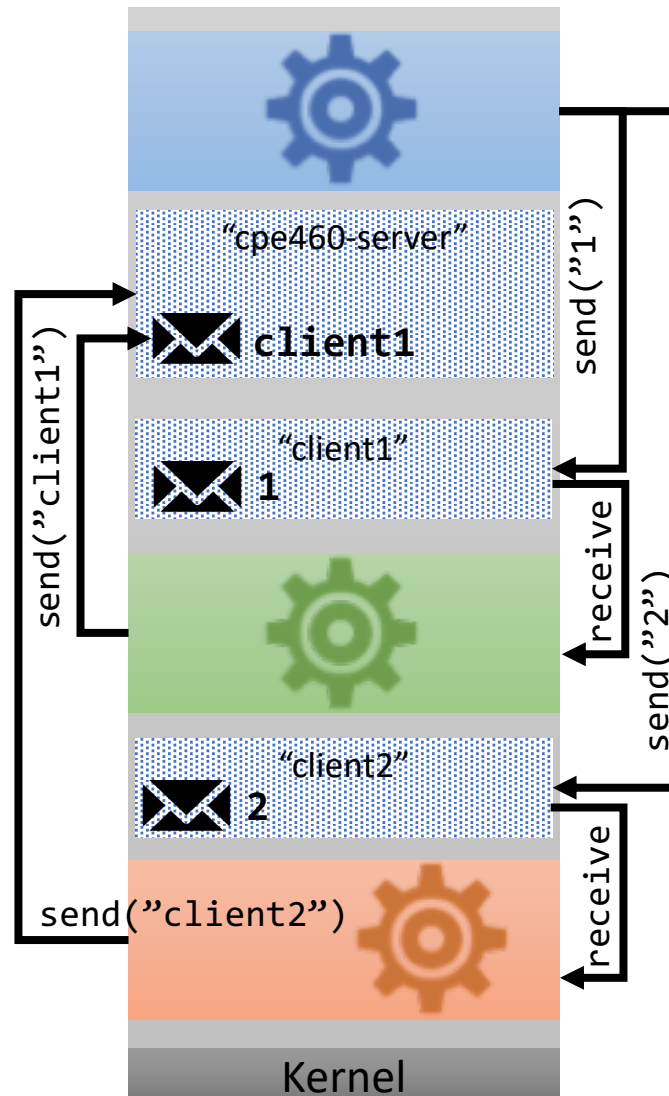 “cpe460-server”
client1
send(”1”)
send(”client1”)
“client1”
1
receive
send(”2”)
“client2”
2
receive
send(”client2”)
Kernel